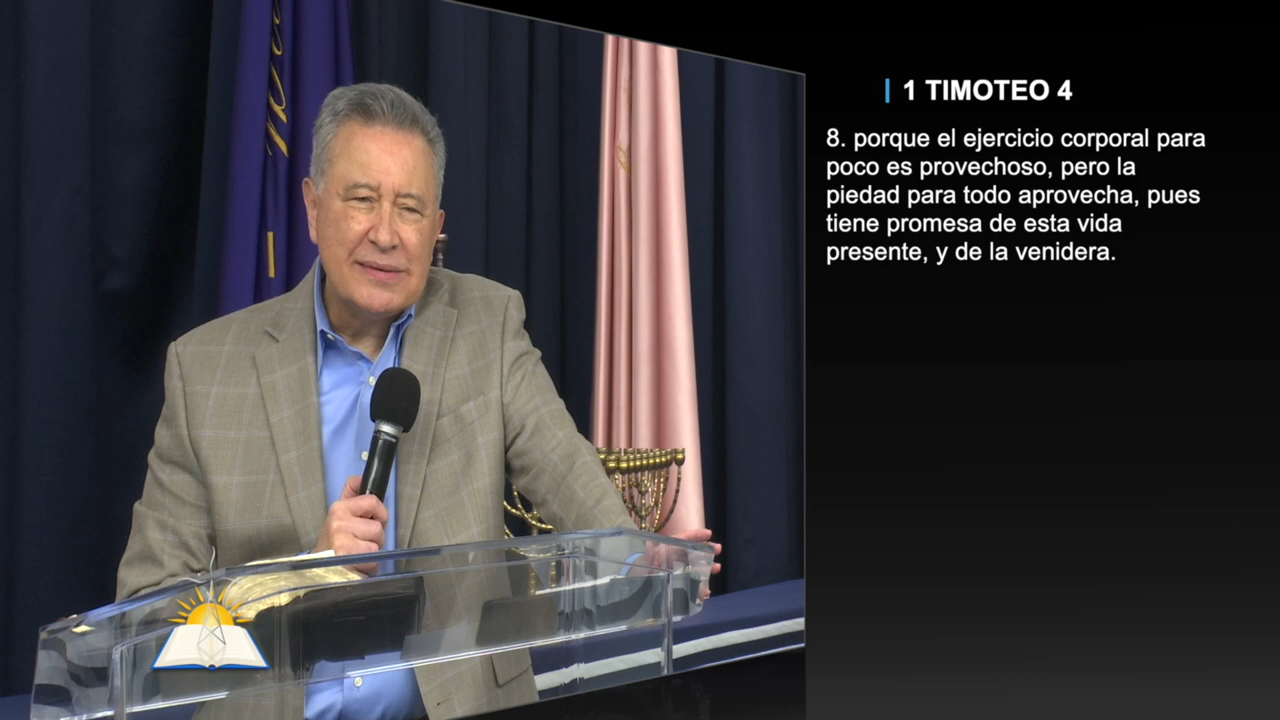 1 TIMOTEO 4
8. porque el ejercicio corporal para
poco es provechoso, pero la
piedad para todo aprovecha, pues
tiene promesa de esta vida
presente, y de la venidera.